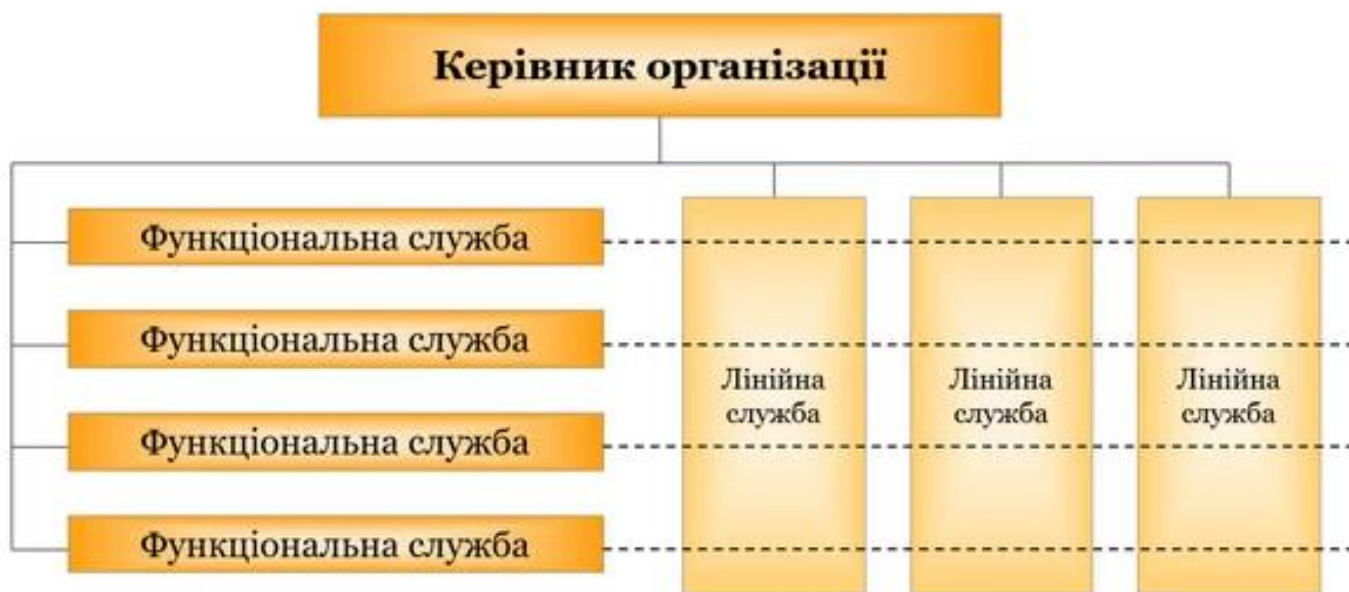 Керівник організації
Функціональна служба
Функціональна служба
Функціональна служба
Функціональна служба
Лінійна
служба
Лінійна
служба
Лінійна
служба